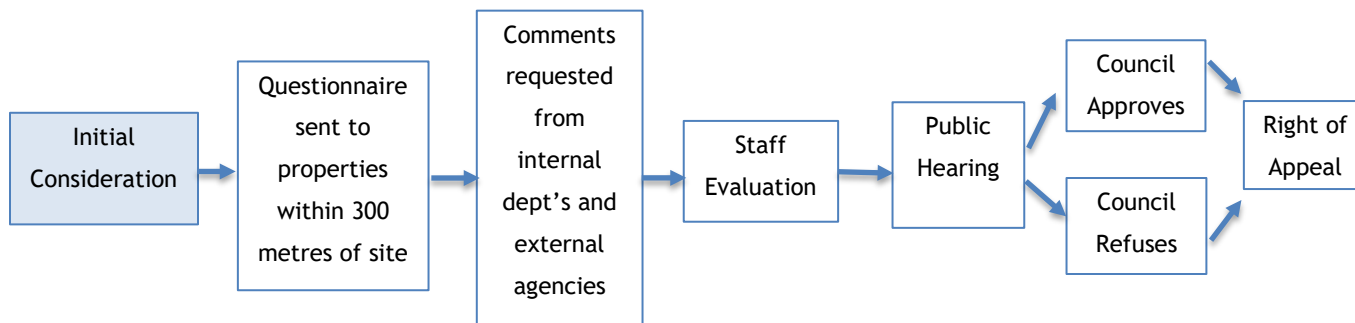 Initial
Consideration
Questionnaire
sent to
properties
within 300
metres of site
Comments
requested
from
internal
dept’s and
external
agencies
Staff
Evaluation
Public
Hearing
Council
Approves
Council
Refuses
Right of
Appeal